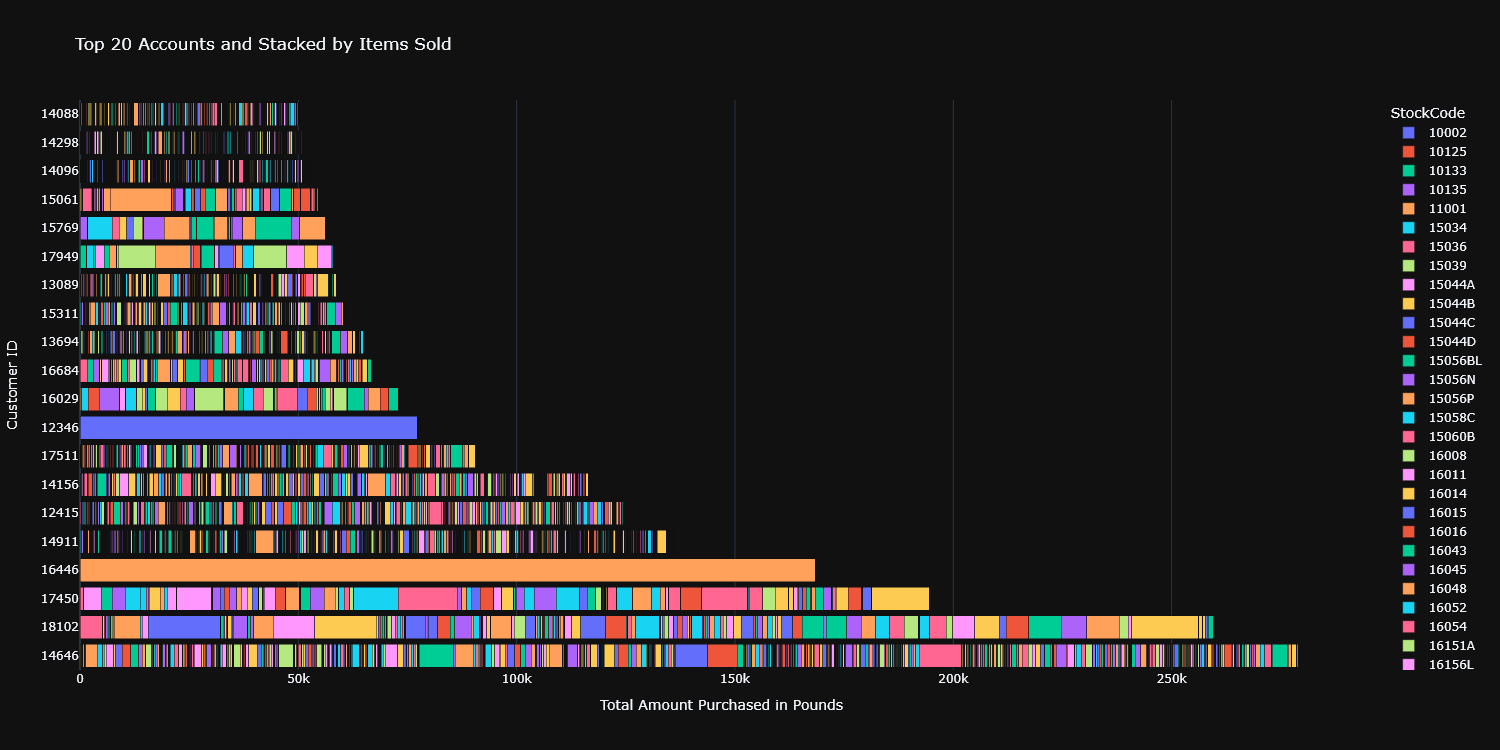 Top 20 Accounts and Stacked by Items Sold
14088
14298
14096
15061
15769
17949
13089
15311
13694
16684
16029
12346
17511
14156
12415
14911
16446
17450
18102
14646
Customer ID
0 50k 100k 150k 200k 250k
Total Amount Purchased in Pounds
StockCode
10002
10125
10133
10135
11001
15034
15036
15039
15044A
15044B
15044C
15044D
15056BL
15056N
15056P
15058C
15060B
16008
16011
16014
16015
16016
16043
16045
16048
16052
16054
16151A
16156L